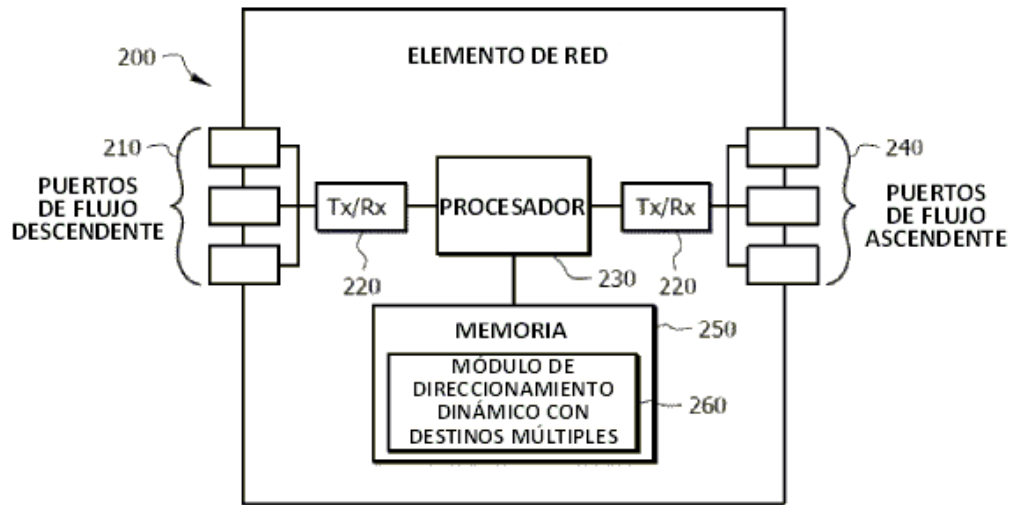 ELEMENTO DE RED
200
210
PUERTOS
DE FLUJO
DESCENDENTE
Tx/Rx
220
PROCESADOR
230
Tx/Rx
220
240
PUERTOS
DE FLUJO
ASCENDENTE
MEMORIA
250
MÓDULO DE
DIRECCIONAMIENTO
DINÁMICO CON
DESTINOS MÚLTIPLES
260